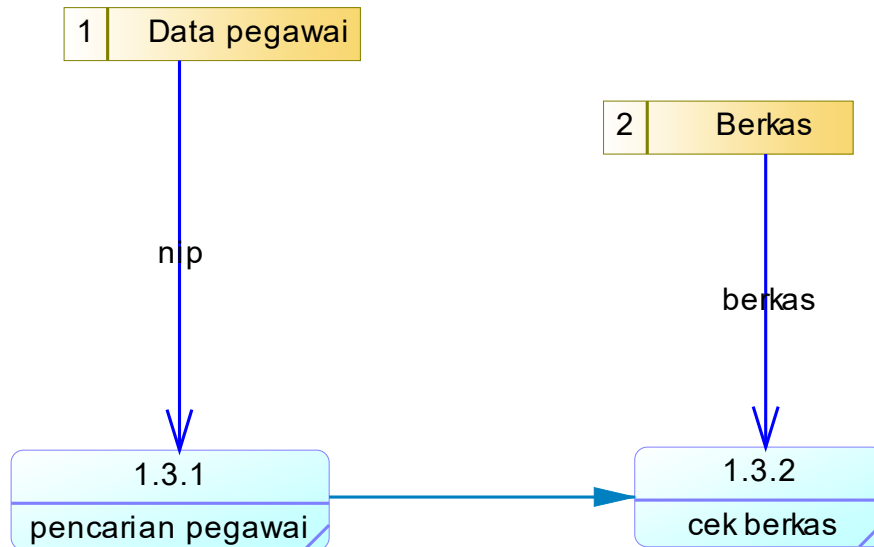 1 Data pegawai
2 Berkas
nip
berkas
1.3.1
pencarian pegawai
1.3.2
cek berkas